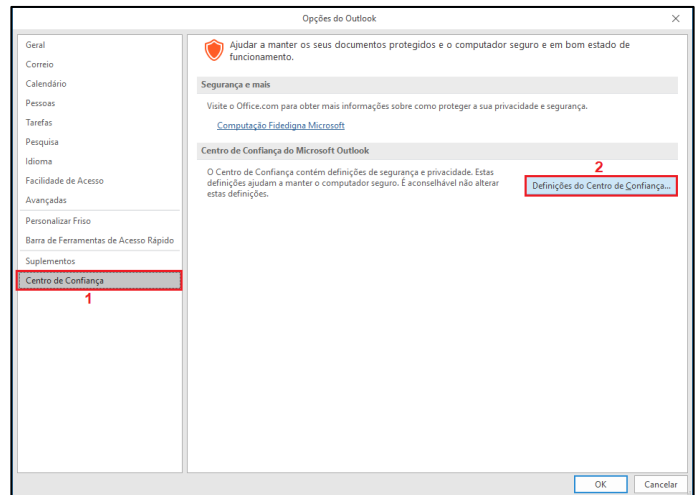 Opções do Outlook
Geral
Correio
Calendário
Pessoas
Tarefas
Pesquisa
Idioma
Facilidade de Acesso
Avançadas
Personalizar Friso
Barra de Ferramentas de Acesso Rápido
Suplementos
Centro de Confiança
1
Ajudar a manter os seus documentos protegidos e o computador seguro e em bom estado de
funcionamento.
Segurança e mais
Visite o Office.com para obter mais informações sobre como proteger a sua privacidade e segurança.
Computação Fidedigna Microsoft
Centro de Confiança do Microsoft Outlook
O Centro de Confiança contém definições de segurança e privacidade. Estas
definições ajudam a manter o computador seguro. É aconselhável não alterar
estas definições.
2
Definições do Centro de Confiança...
OK
Cancelar